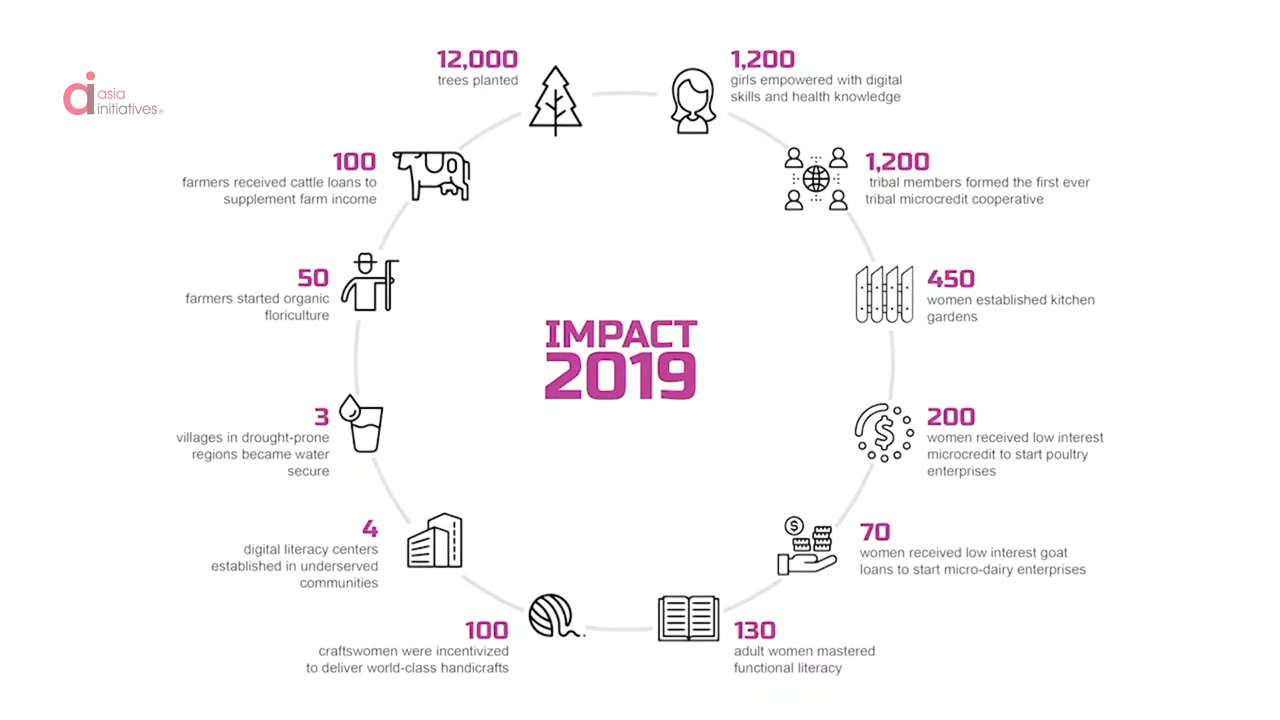 asia
initiatives®
12,000
trees planted
1,200
girls empowered with digital
skills and health knowledge
1,200
tribal members formed the first ever
tribal microcredit cooperative
450
women established kitchen
gardens
200
women received low interest
microcredit to start poultry
enterprises
70
women received low interest goat
loans to start micro-dairy enterprises
130
adult women mastered
functional literacy
100
craftswomen were incentivized
to deliver world-class handicrafts
4
digital literacy centers
established in underserved
communities
3
villages in drought-prone
regions became water
secure
50
farmers started organic
floriculture
100
farmers received cattle loans to
supplement farm income
IMPACT
2019